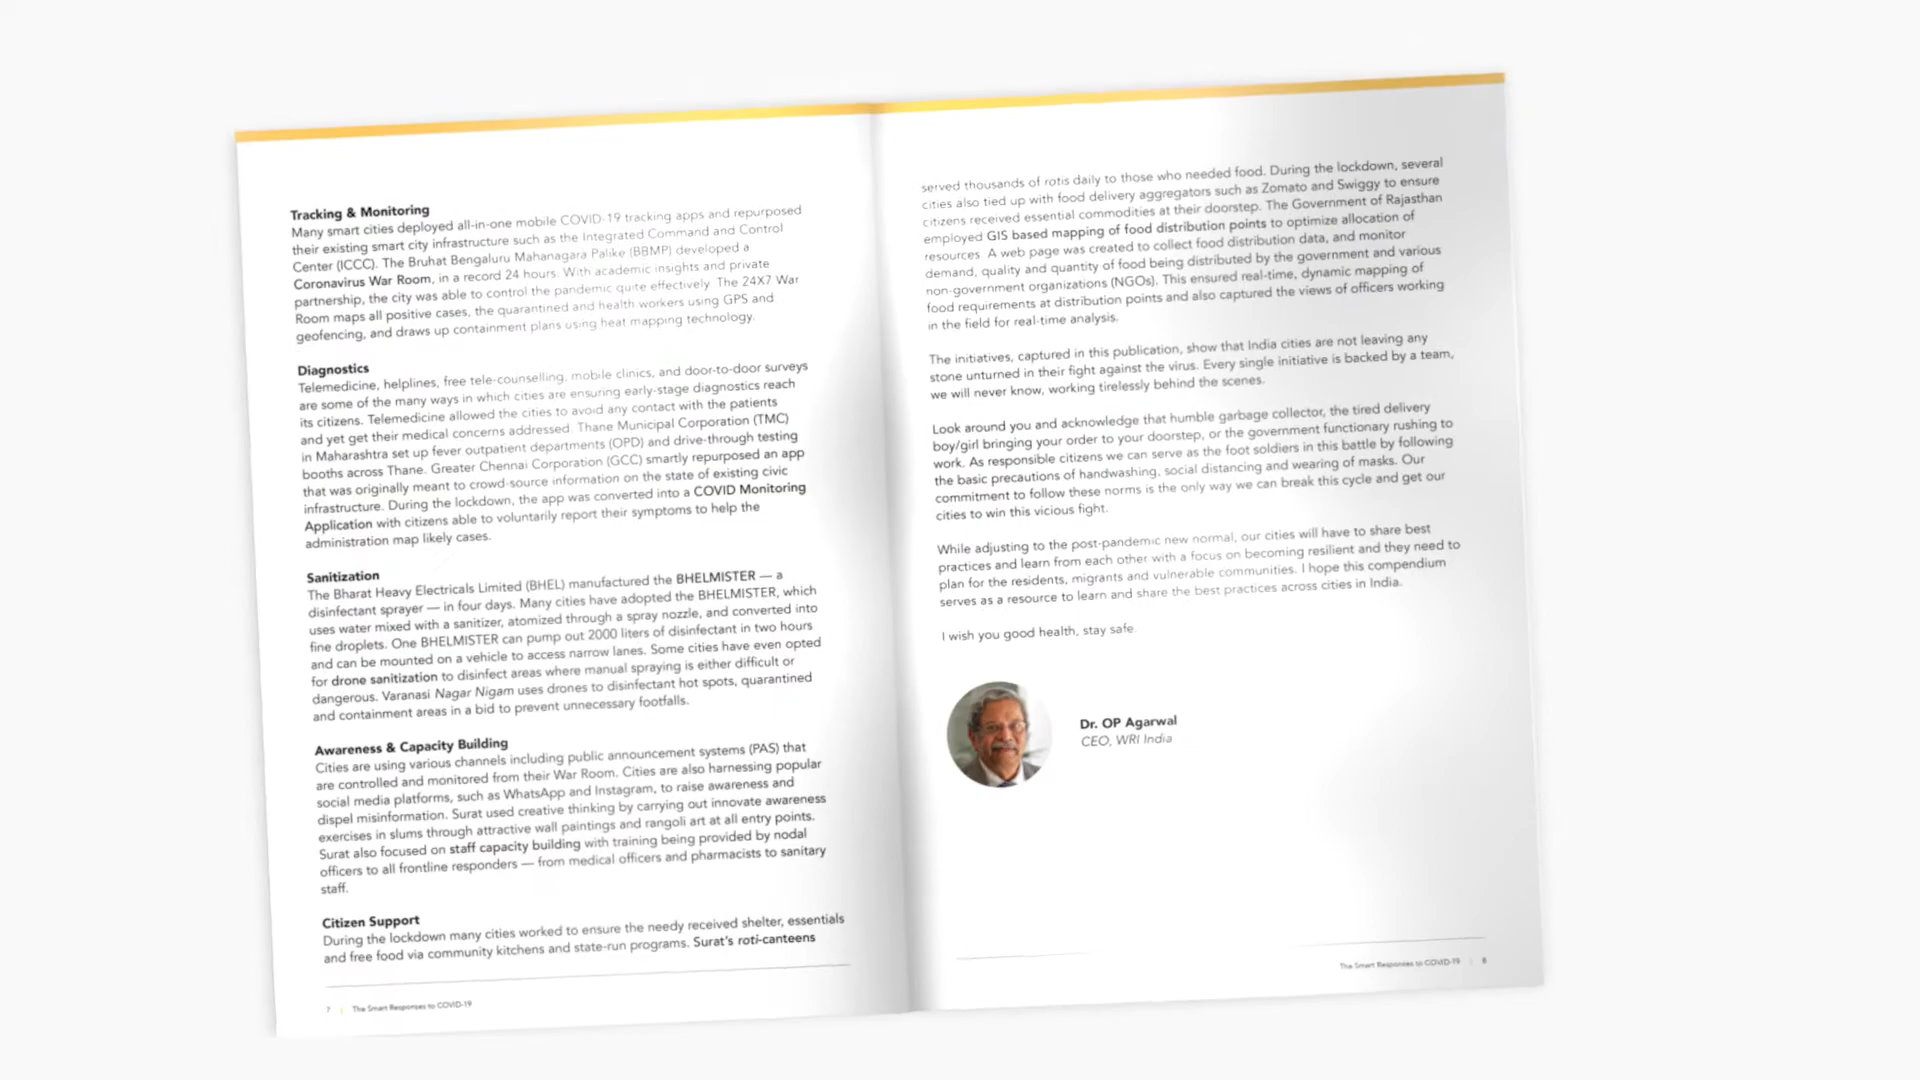 Tracking & Monitoring
Many smart cities deployed all-in-one mobile COVID-19 tracking apps and repurposed
their existing smart city infrastructure such as the Integrated Command and Control
Center (ICCC). The Bruhat Bengaluru Mahanagara Palike (BBMP) developed a
Coronavirus War Room, in a record 24 hours. With academic insights and private
partnership, the city was able to control the pandemic quite effectively. The 24X7 War
Room maps all positive cases, the quarantined and health workers using GPS and
geofencing, and draws up containment plans using heat mapping technology.
Diagnostics
Telemedicine, helplines, free tele-counselling, mobile clinics, and door-to-door surveys
are some of the many ways in which cities are ensuring early-stage diagnostics reach
its citizens. Telemedicine allowed the cities to avoid any contact with the patients
and yet get their medical concerns addressed. Thane Municipal Corporation (TMC)
in Maharashtra set up fever outpatient departments (OPD) and drive-through testing
booths across Thane. Greater Chennai Corporation (GCC) smartly repurposed an app
that was originally meant to crowd-source information on the state of existing civic
infrastructure. During the lockdown, the app was converted into a COVID Monitoring
Application with citizens able to voluntarily report their symptoms to help the
administration map likely cases.
Sanitization
The Bharat Heavy Electricals Limited (BHEL) manufactured the BHELMISTER — a
disinfectant sprayer — in four days. Many cities have adopted the BHELMISTER, which
uses water mixed with a sanitizer, atomized through a spray nozzle, and converted into
fine droplets. One BHELMISTER can pump out 2000 liters of disinfectant in two hours
and can be mounted on a vehicle to access narrow lanes. Some cities have even opted
for drone sanitization to disinfect areas where manual spraying is either difficult or
dangerous. Varanasi Nagar Nigam uses drones to disinfectant hot spots, quarantined
and containment areas in a bid to prevent unnecessary footfalls.
Awareness & Capacity Building
Cities are using various channels including public announcement systems (PAS) that
are controlled and monitored from their War Room. Cities are also harnessing popular
social media platforms, such as WhatsApp and Instagram, to raise awareness and
dispel misinformation. Surat used creative thinking by carrying out innovate awareness
exercises in slums through attractive wall paintings and rangoli art at all entry points.
Surat also focused on staff capacity building with training being provided by nodal
officers to all frontline responders — from medical officers and pharmacists to sanitary
staff.
Citizen Support
During the lockdown many cities worked to ensure the needy received shelter, essentials
and free food via community kitchens and state-run programs. Surat's roti-canteens
7 | The Smart Responses to COVID-19
served thousands of rotis daily to those who needed food. During the lockdown, several
cities also tied up with food delivery aggregators such as Zomato and Swiggy to ensure
citizens received essential commodities at their doorstep. The Government of Rajasthan
employed GIS based mapping of food distribution points to optimize allocation of
resources. A web page was created to collect food distribution data, and monitor
demand, quality and quantity of food being distributed by the government and various
non-government organizations (NGOs). This ensured real-time, dynamic mapping of
food requirements at distribution points and also captured the views of officers working
in the field for real-time analysis.
The initiatives, captured in this publication, show that India cities are not leaving any
stone unturned in their fight against the virus. Every single initiative is backed by a team,
we will never know, working tirelessly behind the scenes.
Look around you and acknowledge that humble garbage collector, the tired delivery
boy/girl bringing your order to your doorstep, or the government functionary rushing to
work. As responsible citizens we can serve as the foot soldiers in this battle by following
the basic precautions of handwashing, social distancing and wearing of masks. Our
commitment to follow these norms is the only way we can break this cycle and get our
cities to win this vicious fight.
While adjusting to the post-pandemic new normal, our cities will have to share best
practices and learn from each other with a focus on becoming resilient and they need to
plan for the residents, migrants and vulnerable communities. I hope this compendium
serves as a resource to learn and share the best practices across cities in India.
I wish you good health, stay safe.
Dr. OP Agarwal
CEO, WRI India
The Smart Responses to COVID-19 | 8